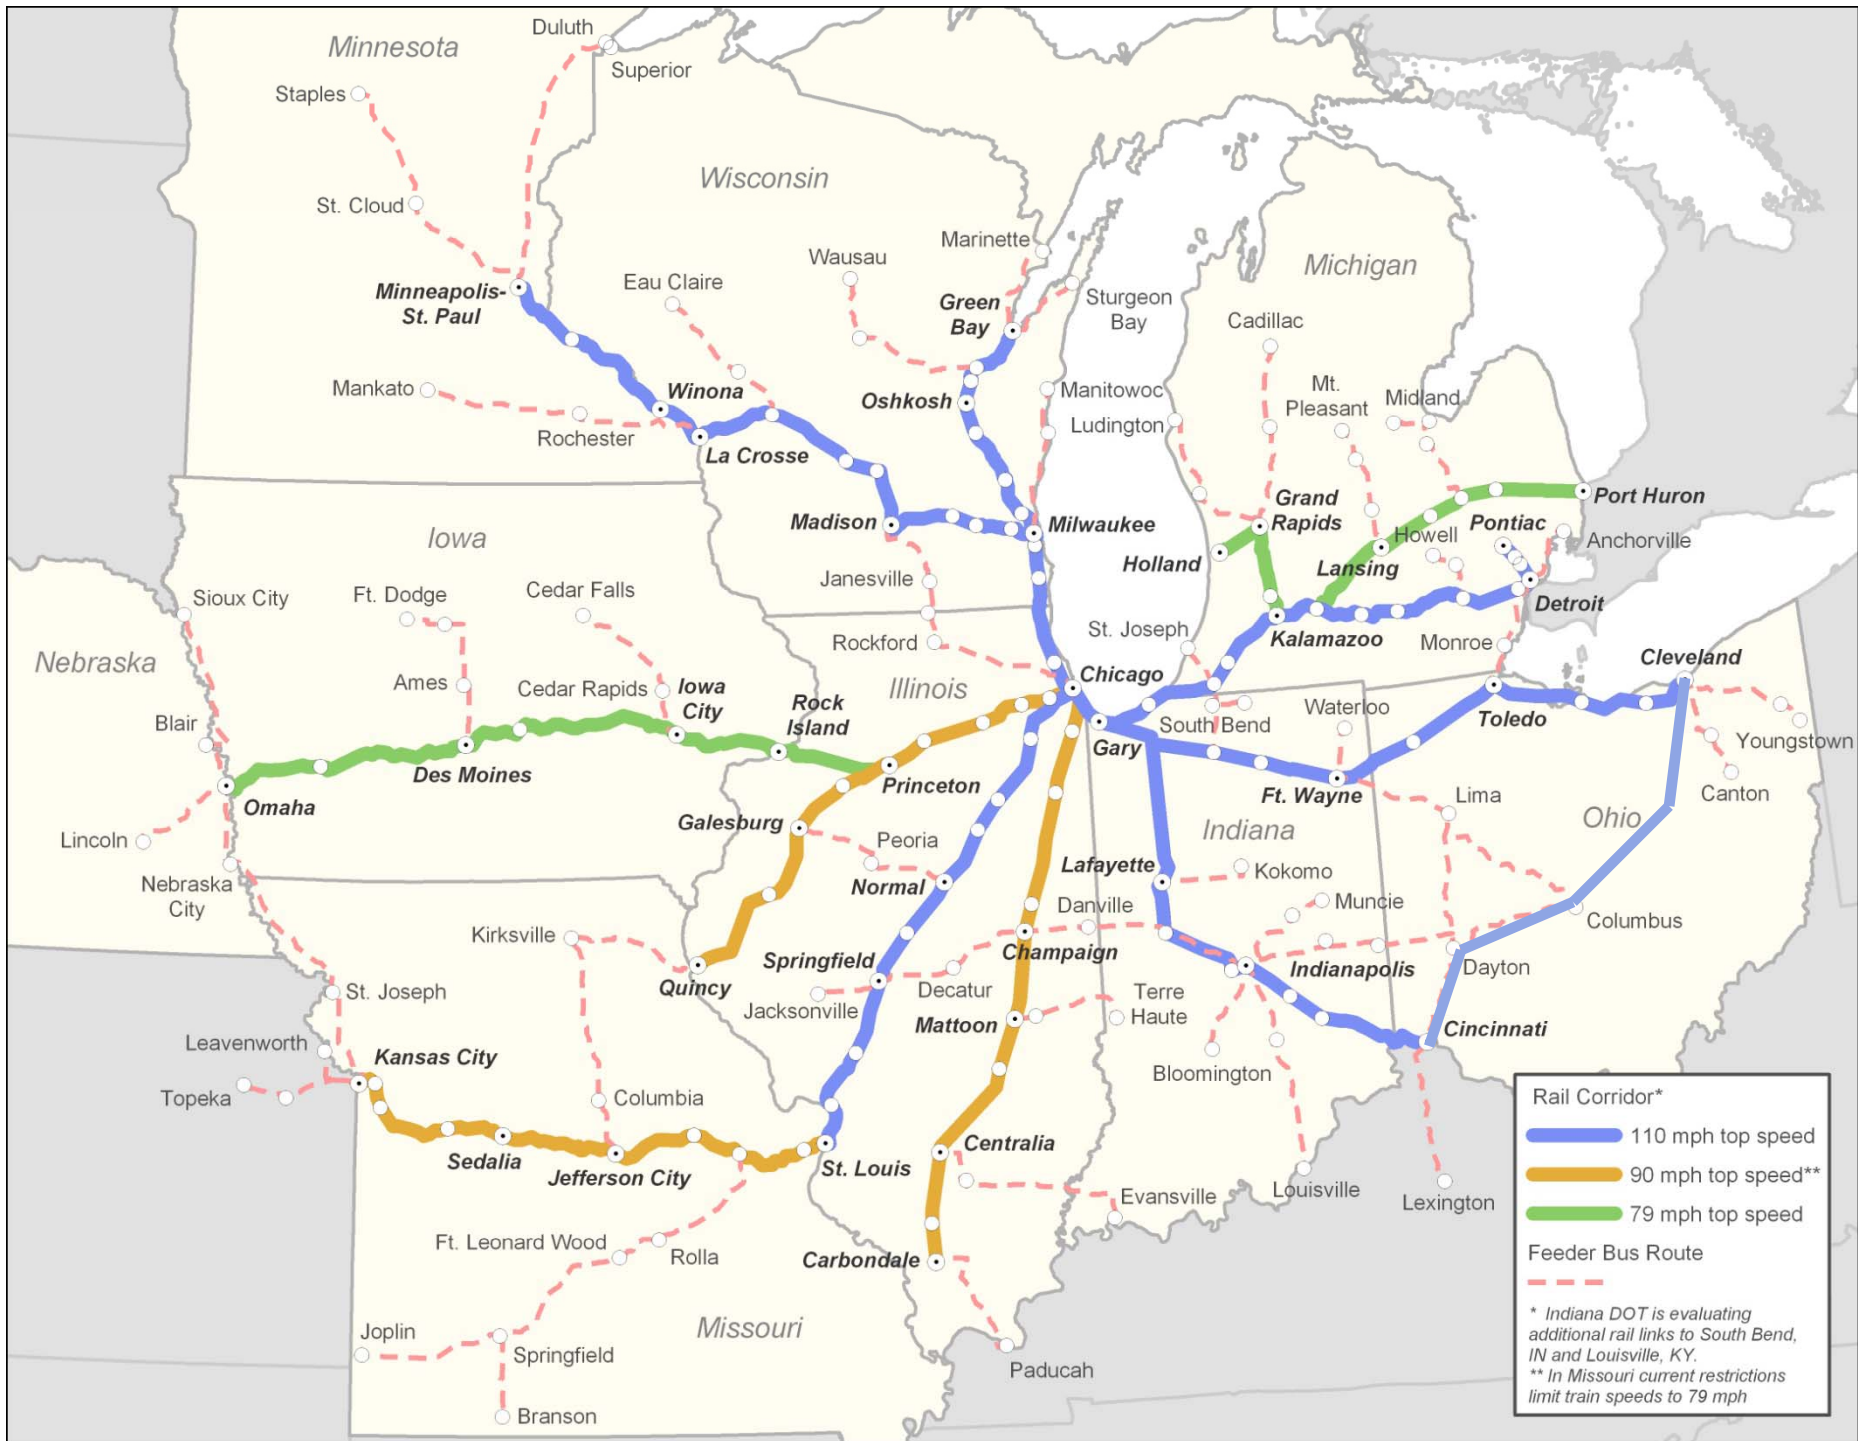 Duluth
Minnesota
Superior
Staples
Wisconsin
St. Cloud
Marinette
Wausau
Michigan
Eau Claire
Minneapolis-
St. Paul
Green
Bay
Sturgeon
Bay
Cadillac
Mankato
Winona
Oshkosh
Manitowoc
Mt.
Pleasant
Midland
Ludington
Rochester
La Crosse
Grand
Rapids
Port Huron
Madison
Milwaukee
Pontiac
Iowa
Howell
Anchorville
Holland
Lansing
Janesville
Sioux City
Ft. Dodge
Cedar Falls
Detroit
St. Joseph
Kalamazoo
Rockford
Monroe
Nebraska
Cleveland
Chicago
Ames
Cedar Rapids
Iowa
City
Illinois
Rock
Island
Blair
South Bend
Waterloo
Toledo
Gary
Youngstown
Des Moines
Princeton
Ft. Wayne
Lima
Canton
Omaha
Galesburg
Indiana
Ohio
Lincoln
Peoria
Lafayette
Kokomo
Nebraska
City
Normal
Muncie
Danville
Columbus
Kirksville
Champaign
Springfield
Indianapolis
Dayton
Quincy
Decatur
St. Joseph
Terre
Haute
Jacksonville
Mattoon
Cincinnati
Leavenworth
Kansas City
Bloomington
Topeka
Columbia
Rail Corridor*
110 mph top speed
Centralia
Sedalia
Jefferson City
St. Louis
90 mph top speed**
Evansville
Louisville
Lexington
79 mph top speed
Ft. Leonard Wood
Rolla
Carbondale
Feeder Bus Route
Missouri
* Indiana DOT is evaluating
additional rail links to South Bend,
IN and Louisville, KY.
** In Missouri current restrictions
limit train speeds to 79 mph
Joplin
Springfield
Paducah
Branson